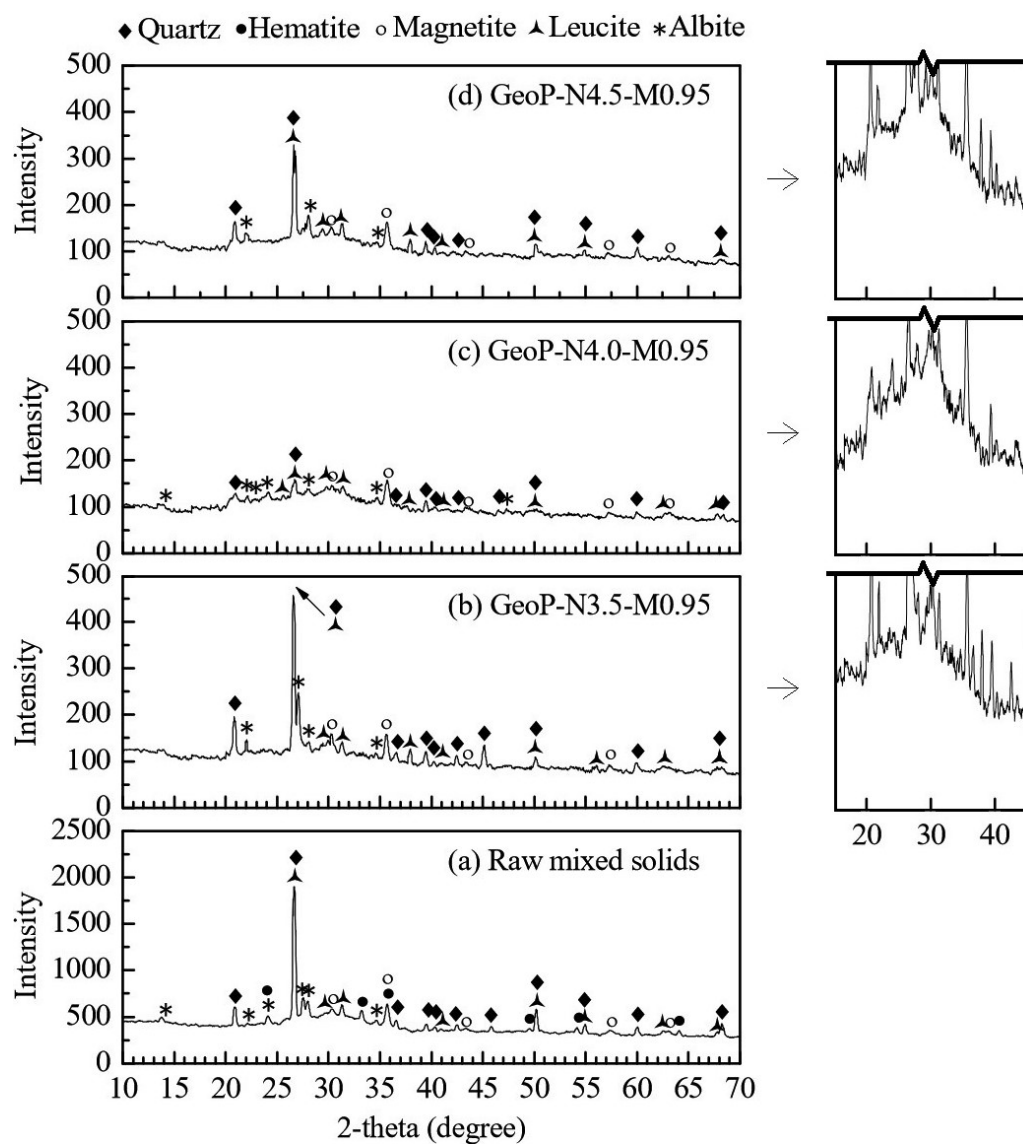 ◆ Quartz ● Hematite ○ Magnetite ⮝ Leucite * Albite
500
400
300
200
100
0
Intensity
(d) GeoP-N4.5-M0.95
500
400
300
200
100
0
Intensity
(c) GeoP-N4.0-M0.95
500
400
300
200
100
0
Intensity
(b) GeoP-N3.5-M0.95
20 30 40
2500
2000
1500
1000
500
0
Intensity
(a) Raw mixed solids
10 15 20 25 30 35 40 45 50 55 60 65 70
2-theta (degree)